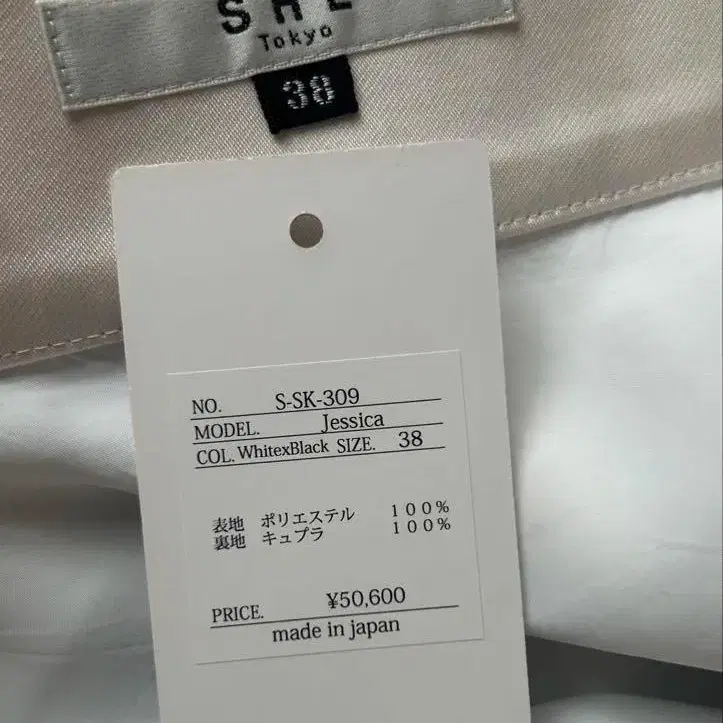 SHE
Tokyo
38
NO. S-SK-309
MODEL. Jessica
COL. WhitexBlack SIZE. 38
表地 ポリエステル 100%
裏地 キュプラ 100%
PRICE. ¥50,600
made in japan